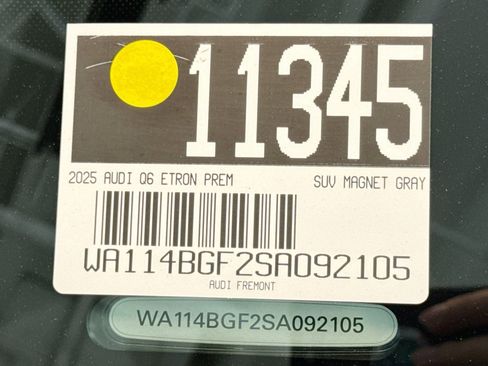 11345
2025 AUDI Q6 ETRON PREM SUV MAGNET GRAY
WA114BGF2SA092105
AUDI FREMONT
WA114BGF2SA092105